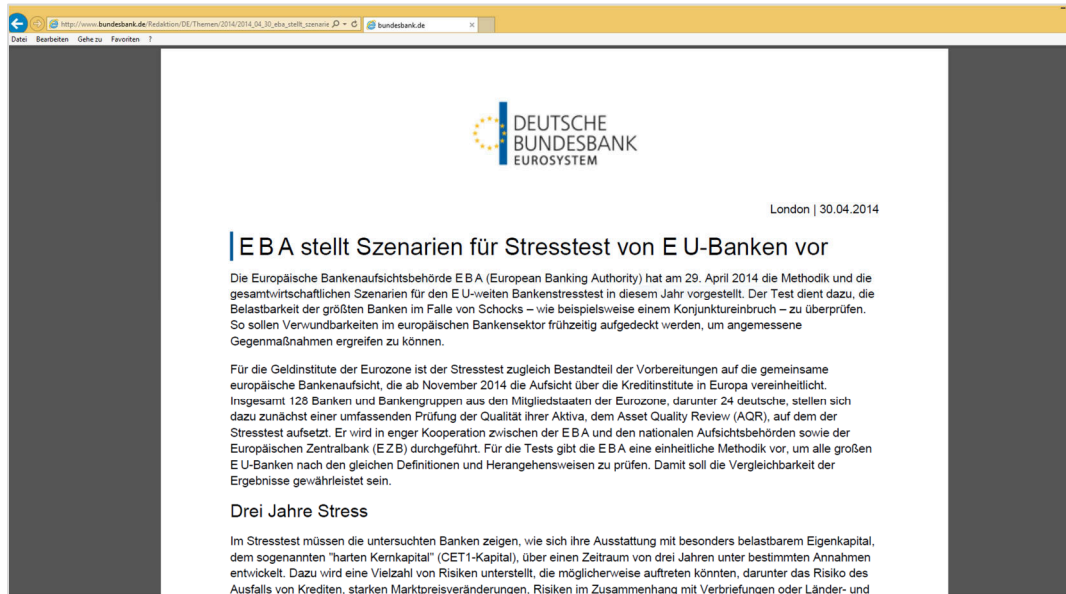 http://www.bundesbank.de/Redaktion/DE/Themen/2014/2014_04_30_eba_stellt_szenarie
bundesbank.de
Datei Bearbeiten Gehe zu Favoriten ?
DEUTSCHE
BUNDESBANK
EUROSYSTEM
London | 30.04.2014
E B A stellt Szenarien für Stresstest von E U-Banken vor
Die Europäische Bankenaufsichtsbehörde E B A (European Banking Authority) hat am 29. April 2014 die Methodik und die
gesamtwirtschaftlichen Szenarien für den E U-weiten Bankenstresstest in diesem Jahr vorgestellt. Der Test dient dazu, die
Belastbarkeit der größten Banken im Falle von Schocks – wie beispielsweise einem Konjunktureinbruch – zu überprüfen.
So sollen Verwundbarkeiten im europäischen Bankensektor frühzeitig aufgedeckt werden, um angemessene
Gegenmaßnahmen ergreifen zu können.
Für die Geldinstitute der Eurozone ist der Stresstest zugleich Bestandteil der Vorbereitungen auf die gemeinsame
europäische Bankenaufsicht, die ab November 2014 die Aufsicht über die Kreditinstitute in Europa vereinheitlicht.
Insgesamt 128 Banken und Bankengruppen aus den Mitgliedstaaten der Eurozone, darunter 24 deutsche, stellen sich
dazu zunächst einer umfassenden Prüfung der Qualität ihrer Aktiva, dem Asset Quality Review (AQR), auf dem der
Stresstest aufsetzt. Er wird in enger Kooperation zwischen der E B A und den nationalen Aufsichtsbehörden sowie der
Europäischen Zentralbank (E Z B) durchgeführt. Für die Tests gibt die E B A eine einheitliche Methodik vor, um alle großen
E U-Banken nach den gleichen Definitionen und Herangehensweisen zu prüfen. Damit soll die Vergleichbarkeit der
Ergebnisse gewährleistet sein.
Drei Jahre Stress
Im Stresstest müssen die untersuchten Banken zeigen, wie sich ihre Ausstattung mit besonders belastbarem Eigenkapital,
dem sogenannten "harten Kernkapital" (CET1-Kapital), über einen Zeitraum von drei Jahren unter bestimmten Annahmen
entwickelt. Dazu wird eine Vielzahl von Risiken unterstellt, die möglicherweise auftreten könnten, darunter das Risiko des
Ausfalls von Krediten, starken Marktpreisveränderungen, Risiken im Zusammenhang mit Verbriefungen oder Länder- und